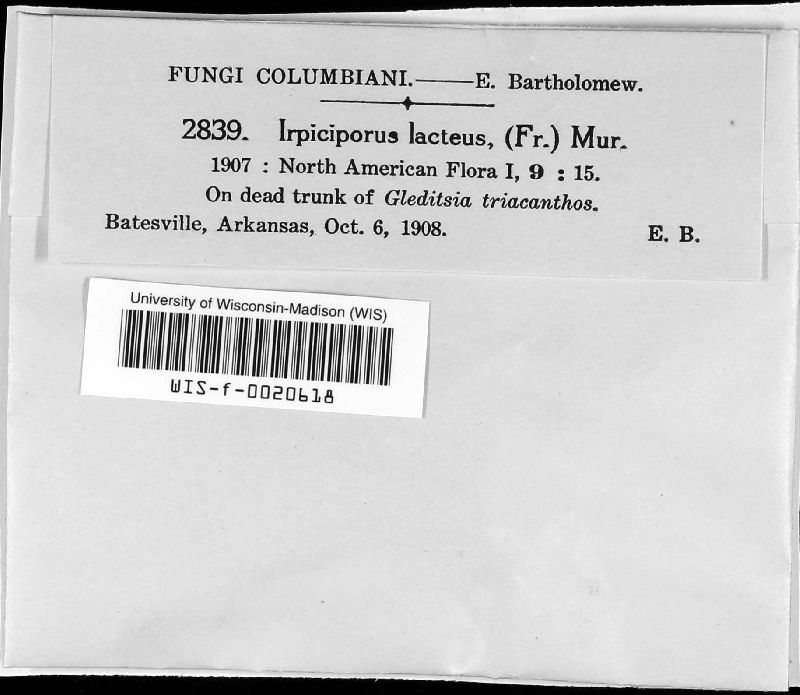 FUNGI COLUMBIANI.——E. Bartholomew.
2839. Irpiciporus lacteus, (Fr.) Mur.
1907 : North American Flora I, 9 : 15.
On dead trunk of Gleditsia triacanthos.
Batesville, Arkansas, Oct. 6, 1908. E. B.
University of Wisconsin-Madison (WIS)
WIS-f-0020618